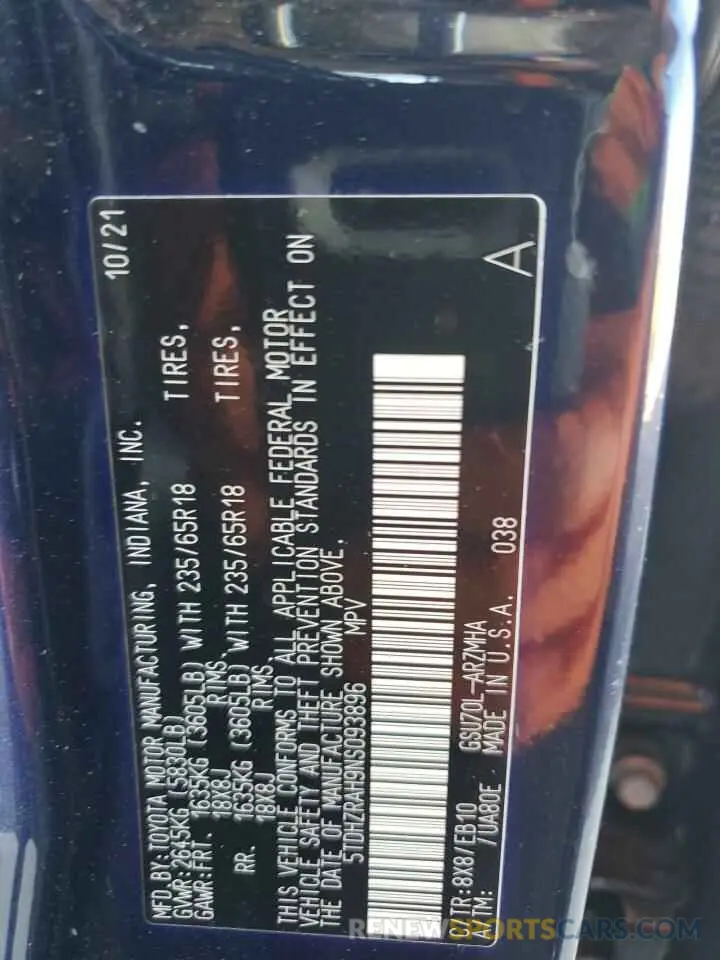 MFD. BY: TOYOTA MOTOR MANUFACTURING, INDIANA, INC. 10/21
GVWR: 2645KG (5830LB)
GAWR: FRT. 1635KG (3605LB) WITH 235/65R18 TIRES,
18X8J RIMS,
RR. 1635KG (3605LB) WITH 235/65R18 TIRES,
18X8J RIMS.
THIS VEHICLE CONFORMS TO ALL APPLICABLE FEDERAL MOTOR
VEHICLE SAFETY AND THEFT PREVENTION STANDARDS IN EFFECT ON
THE DATE OF MANUFACTURE SHOWN ABOVE.
5TDHZRAH9NS093896 MPV
C/TR: 8X8/EB10 GSU70L-ARZMHA
A/TM: /UA80E MADE IN U.S.A. 038 A
RENEWSPORTSCARS.COM